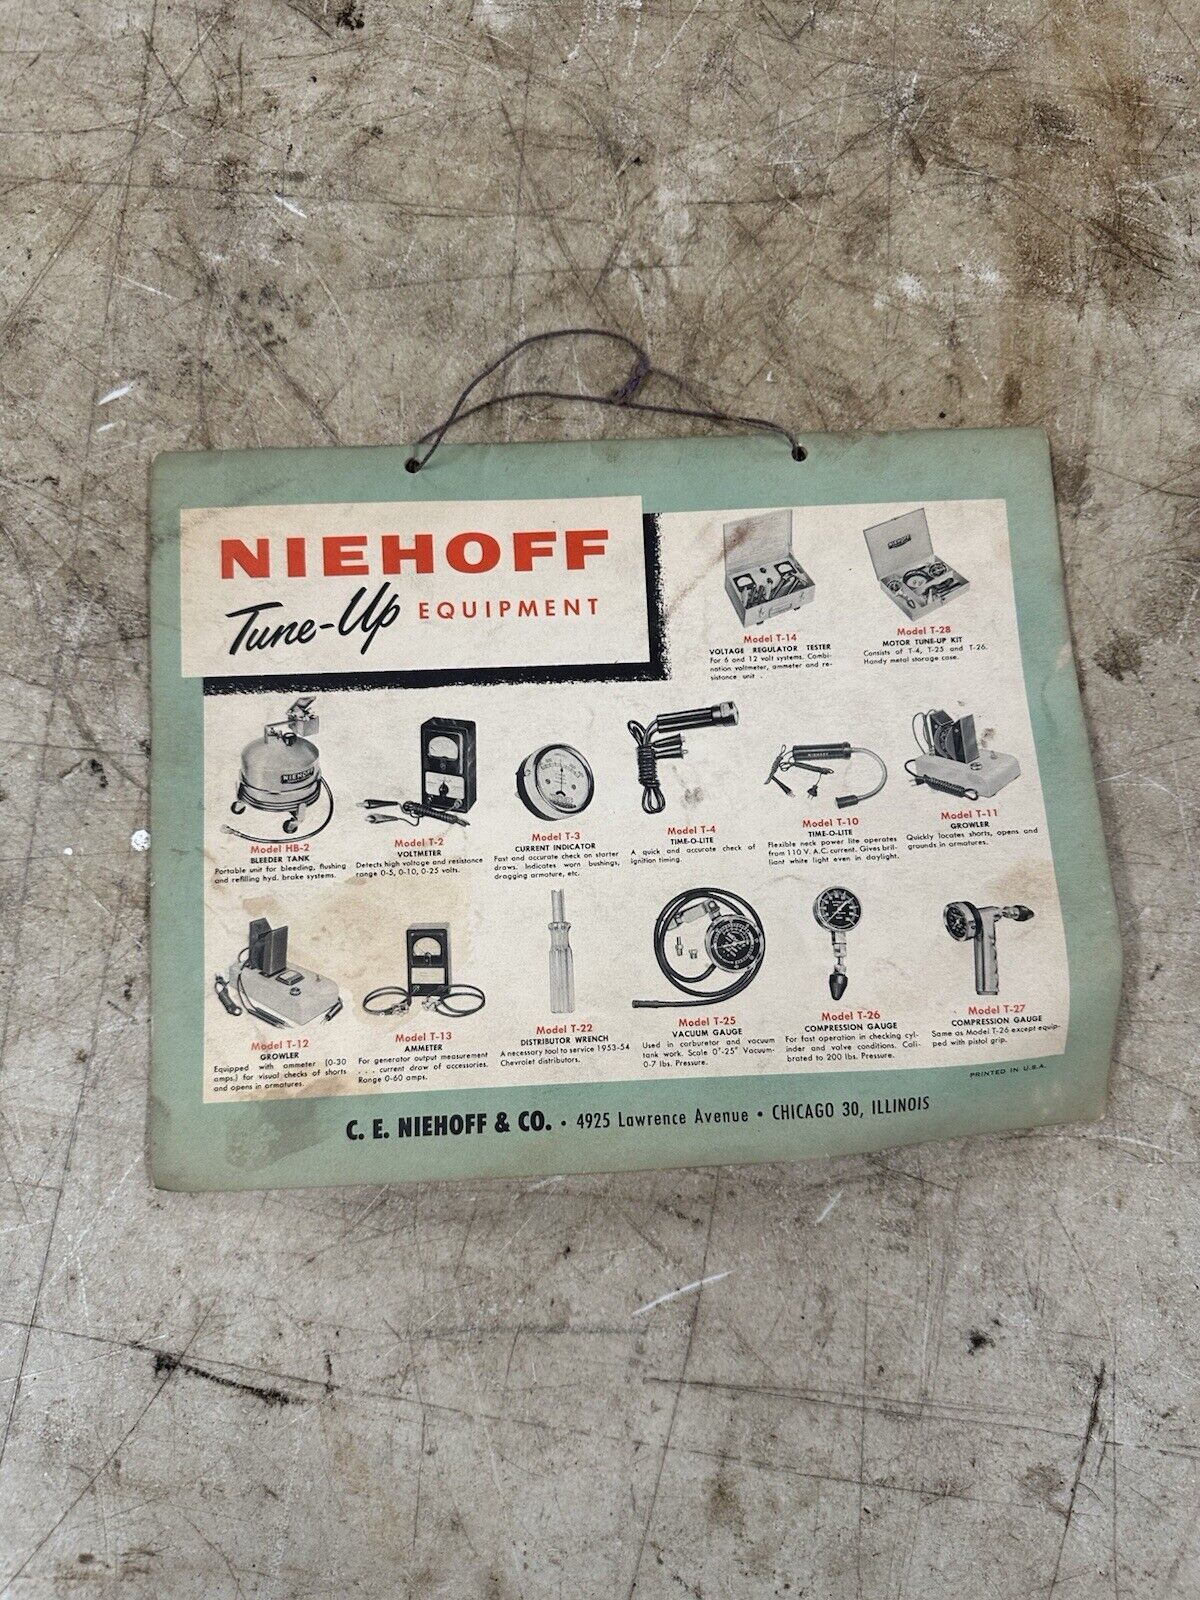 NIEHOFF
Tune-Up EQUIPMENT
Model T-14
VOLTAGE REGULATOR TESTER
For 6 and 12 volt systems. Combi-
nation voltmeter, ammeter and re-
sistance unit .
Model T-28
MOTOR TUNE-UP KIT
Consists of T-4, T-25 and T-26.
Handy metal storage case.
NIEHOFF
Model HB-2
BLEEDER TANK
Portable unit for bleeding, flushing
and refilling hyd. brake systems.
Model T-2
VOLTMETER
Detects high voltage and resistance
range 0-5, 0-10, 0-25 volts.
Model T-3
CURRENT INDICATOR
Fast and accurate check on starter
draws. Indicates worn bushings,
dragging armature, etc.
Model T-4
TIME-O-LITE
A quick and accurate check of
ignition timing.
NIEHOFF
Model T-10
TIME-O-LITE
Flexible neck power lite operates
from 110 V. A.C. current. Gives bril-
liant white light even in daylight.
Model T-11
GROWLER
Quickly locates shorts, opens and
grounds in armatures.
Model T-12
GROWLER
Equipped with ammeter (0-30
amps.) for visual checks of shorts
and opens in armatures.
Model T-13
AMMETER
For generator output measurement
. . . current draw of accessories.
Range 0-60 amps.
Model T-22
DISTRIBUTOR WRENCH
A necessary tool to service 1953-54
Chevrolet distributors.
Model T-25
VACUUM GAUGE
Used in carburetor and vacuum
tank work. Scale 0"-25" Vacuum-
0-7 lbs. Pressure.
Model T-26
COMPRESSION GAUGE
For fast operation in checking cyl-
inder and valve conditions. Cali-
brated to 200 lbs. Pressure.
Model T-27
COMPRESSION GAUGE
Same as Model T-26 except equip-
ped with pistol grip.
PRINTED IN U.S.A.
C. E. NIEHOFF & CO. • 4925 Lawrence Avenue • CHICAGO 30, ILLINOIS